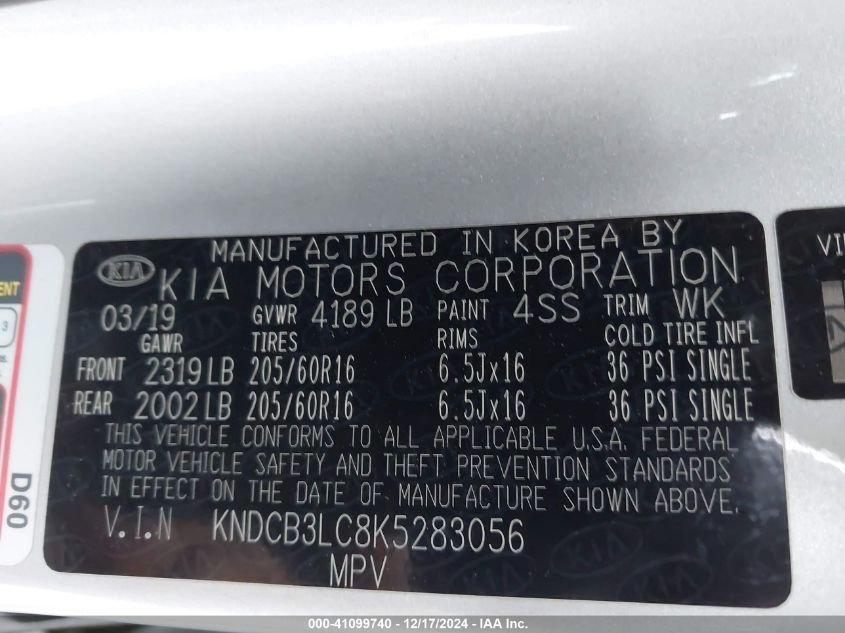 MANUFACTURED IN KOREA BY
KIA KIA MOTORS CORPORATION
03/19 GVWR 4189 LB PAINT 4SS TRIM WK
GAWR TIRES RIMS COLD TIRE INFL
FRONT 2319 LB 205/60R16 6.5Jx16 36 PSI SINGLE
REAR 2002 LB 205/60R16 6.5Jx16 36 PSI SINGLE
THIS VEHICLE CONFORMS TO ALL APPLICABLE U.S.A. FEDERAL
MOTOR VEHICLE SAFETY AND THEFT PREVENTION STANDARDS
IN EFFECT ON THE DATE OF MANUFACTURE SHOWN ABOVE.
V.I.N KNDCB3LC8K5283056
MPV
D60
000-41099740 - 12/17/2024 - IAA Inc.